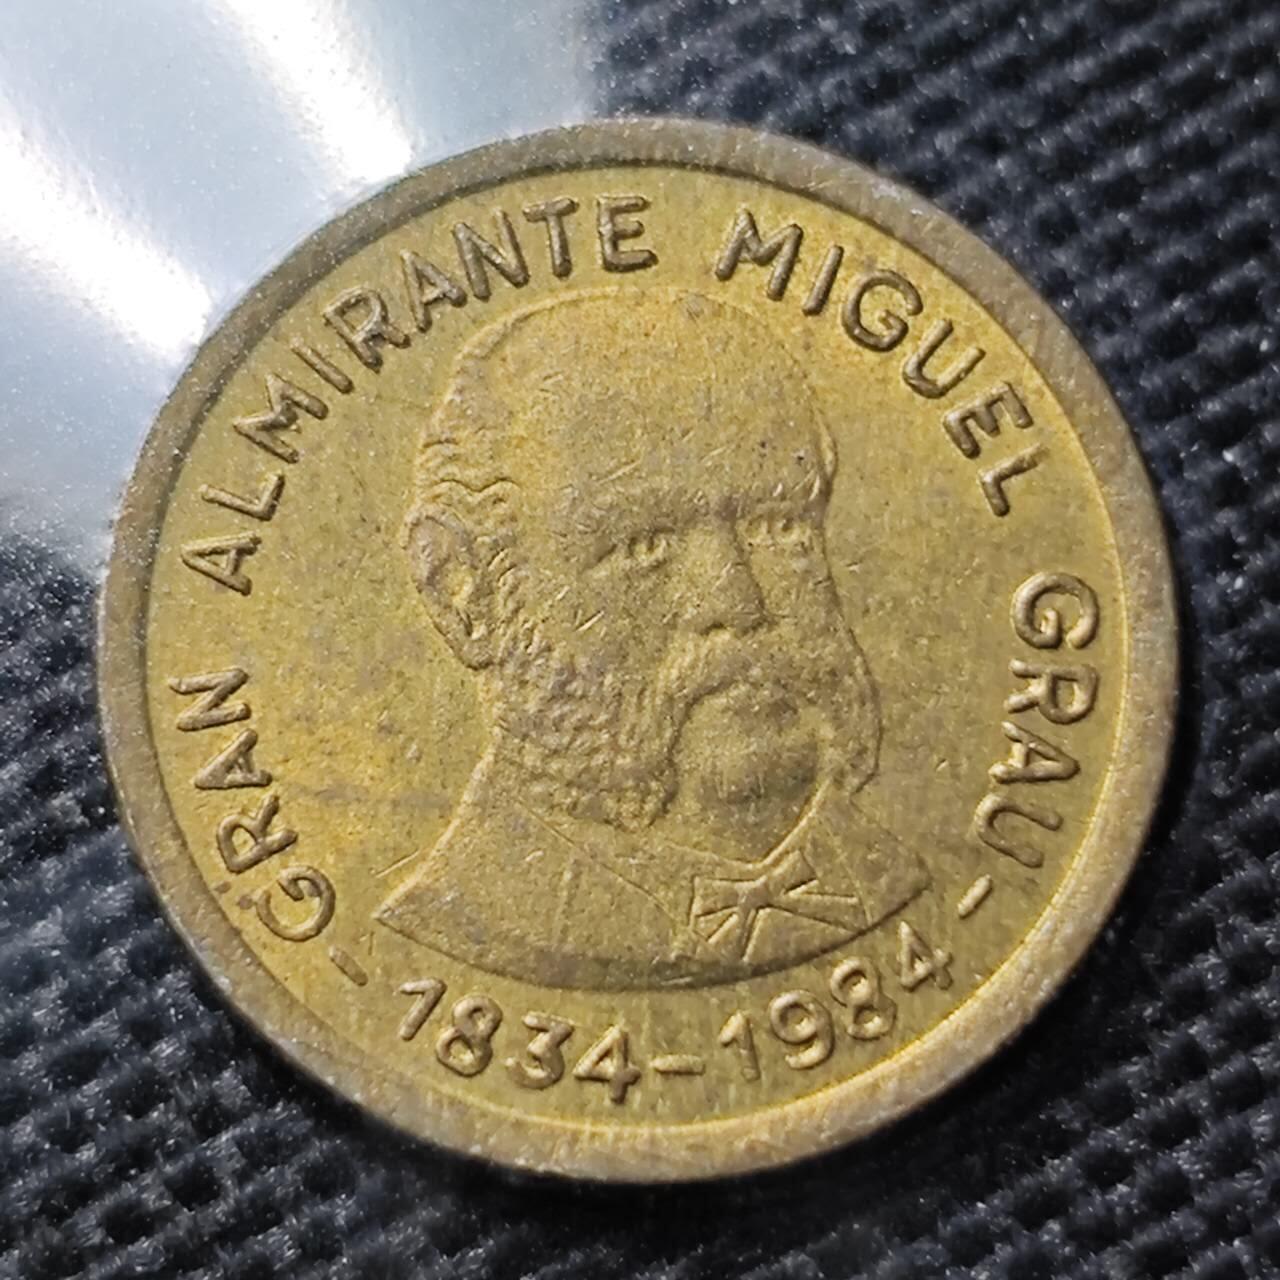 GRAN ALMIRANTE MIGUEL GRAU
- 1834-1984 -